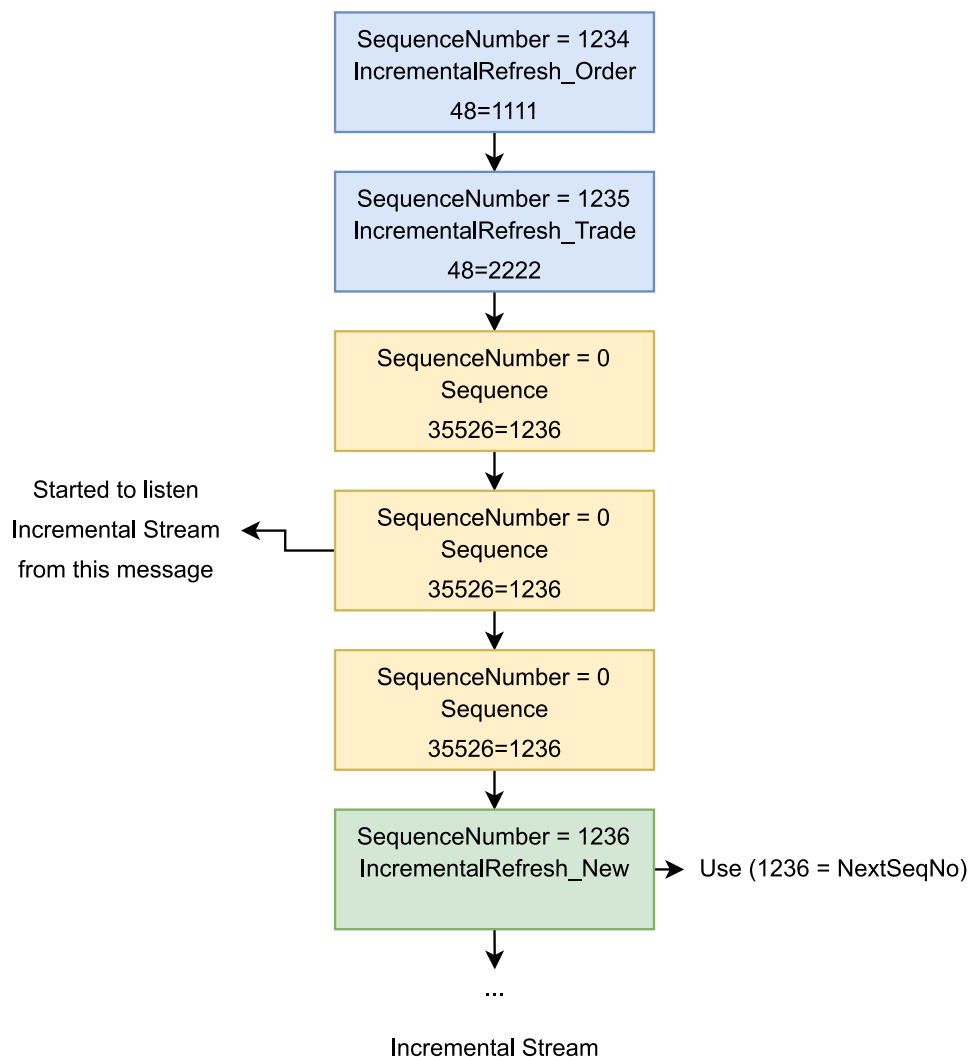 SequenceNumber = 1234
IncrementalRefresh_Order
48=1111
SequenceNumber = 1235
IncrementalRefresh_Trade
48=2222
SequenceNumber = 0
Sequence
35526=1236
Started to listen
Incremental Stream
from this message
SequenceNumber = 0
Sequence
35526=1236
SequenceNumber = 0
Sequence
35526=1236
SequenceNumber = 1236
IncrementalRefresh_New
Use (1236 = NextSeqNo)
...
Incremental Stream